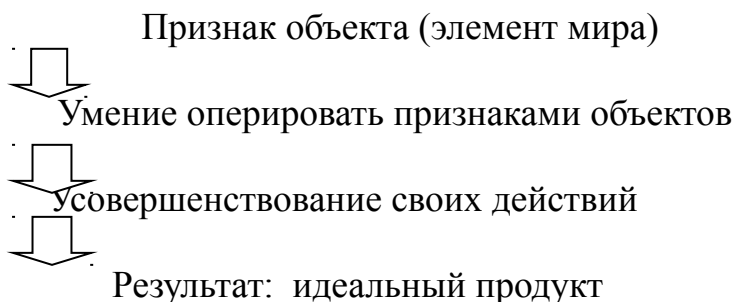 Признак объекта (элемент мира)
Умение оперировать признаками объектов
Усовершенствование своих действий
Результат: идеальный продукт